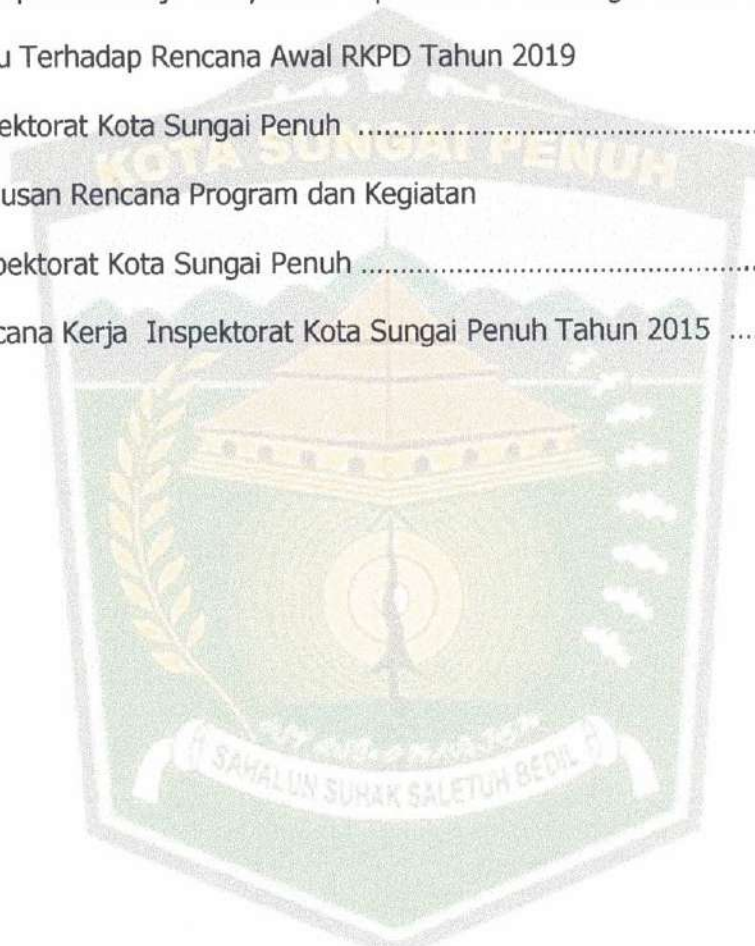 u Terhadap Rencana Awal RKPD Tahun 2019
ektorat Kota Sungai Penuh ..................................................
usan Rencana Program dan Kegiatan
pektorat Kota Sungai Penuh ..................................................
cana Kerja Inspektorat Kota Sungai Penuh Tahun 2015 ....
KOTA SUNGAI PENUH
SAHALUN SUHAK SALETUH BEDIL